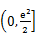 (0, e²/2]